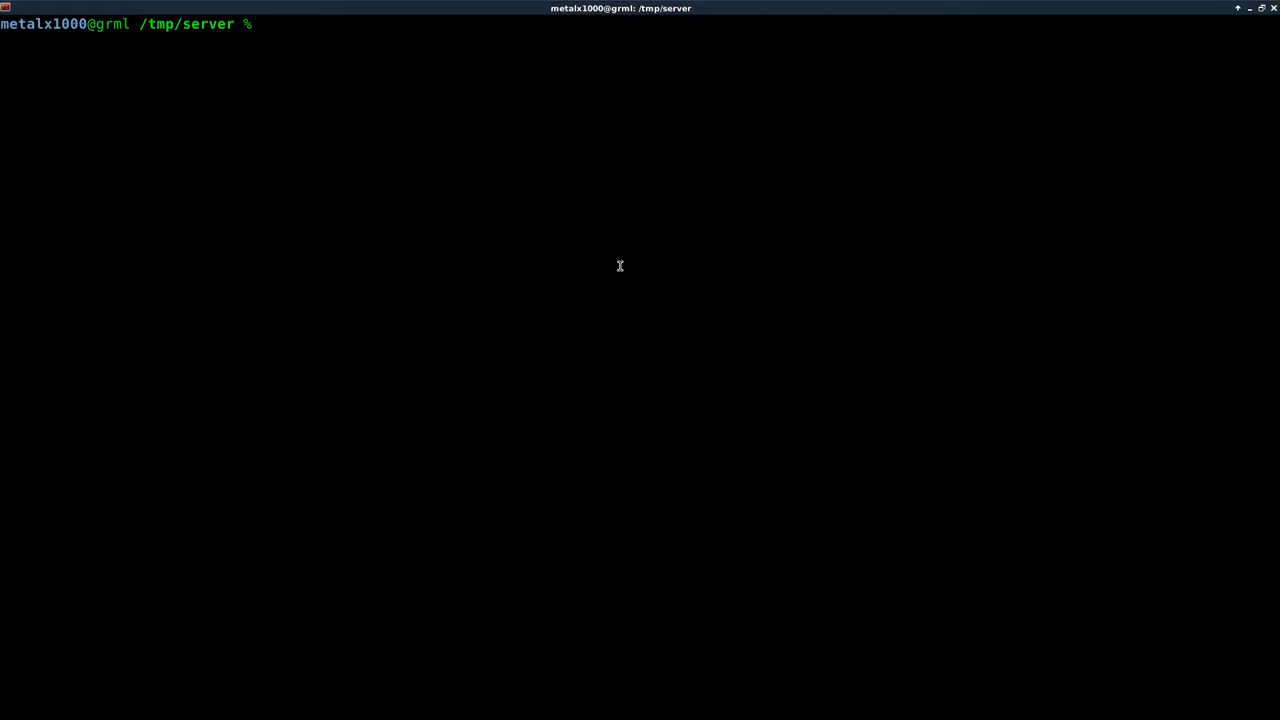 metalx1000@grml: /tmp/server
metalx1000@grml /tmp/server %